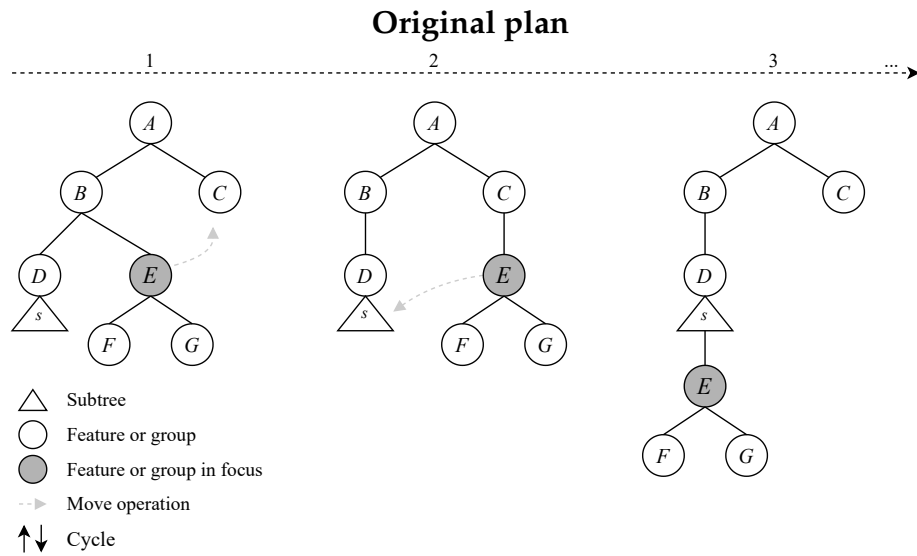 Original plan
1 2 3 ...
A A A
B C B C B C
D E D E D
s s s
F G F G
E
F G
Subtree
Feature or group
Feature or group in focus
Move operation
Cycle